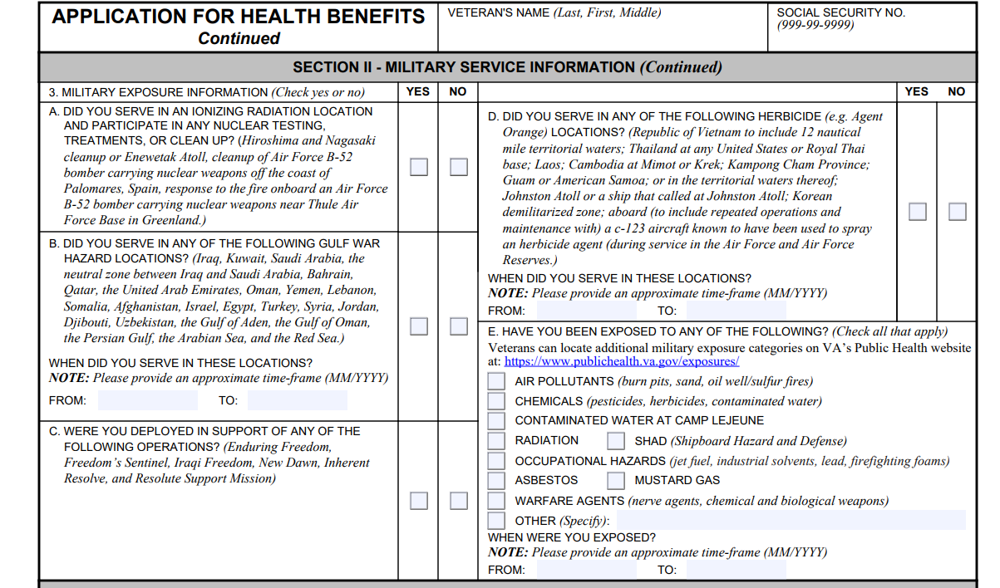 APPLICATION FOR HEALTH BENEFITS
Continued
VETERAN'S NAME (Last, First, Middle)
SOCIAL SECURITY NO.
(999-99-9999)
SECTION II - MILITARY SERVICE INFORMATION (Continued)
3. MILITARY EXPOSURE INFORMATION (Check yes or no)
YES
NO
A. DID YOU SERVE IN AN IONIZING RADIATION LOCATION
AND PARTICIPATE IN ANY NUCLEAR TESTING,
TREATMENTS, OR CLEAN UP? (Hiroshima and Nagasaki
cleanup or Enewetak Atoll, cleanup of Air Force B-52
bomber carrying nuclear weapons off the coast of
Palomares, Spain, response to the fire onboard an Air Force
B-52 bomber carrying nuclear weapons near Thule Air
Force Base in Greenland.)
B. DID YOU SERVE IN ANY OF THE FOLLOWING GULF WAR
HAZARD LOCATIONS? (Iraq, Kuwait, Saudi Arabia, the
neutral zone between Iraq and Saudi Arabia, Bahrain,
Qatar, the United Arab Emirates, Oman, Yemen, Lebanon,
Somalia, Afghanistan, Israel, Egypt, Turkey, Syria, Jordan,
Djibouti, Uzbekistan, the Gulf of Aden, the Gulf of Oman,
the Persian Gulf, the Arabian Sea, and the Red Sea.)
WHEN DID YOU SERVE IN THESE LOCATIONS?
NOTE: Please provide an approximate time-frame (MM/YYYY)
FROM: TO:
C. WERE YOU DEPLOYED IN SUPPORT OF ANY OF THE
FOLLOWING OPERATIONS? (Enduring Freedom,
Freedom's Sentinel, Iraqi Freedom, New Dawn, Inherent
Resolve, and Resolute Support Mission)
YES
NO
D. DID YOU SERVE IN ANY OF THE FOLLOWING HERBICIDE (e.g. Agent
Orange) LOCATIONS? (Republic of Vietnam to include 12 nautical
mile territorial waters; Thailand at any United States or Royal Thai
base; Laos; Cambodia at Mimot or Krek; Kampong Cham Province;
Guam or American Samoa; or in the territorial waters thereof;
Johnston Atoll or a ship that called at Johnston Atoll; Korean
demilitarized zone; aboard (to include repeated operations and
maintenance with) a c-123 aircraft known to have been used to spray
an herbicide agent (during service in the Air Force and Air Force
Reserves.)
WHEN DID YOU SERVE IN THESE LOCATIONS?
NOTE: Please provide an approximate time-frame (MM/YYYY)
FROM: TO:
E. HAVE YOU BEEN EXPOSED TO ANY OF THE FOLLOWING? (Check all that apply)
Veterans can locate additional military exposure categories on VA's Public Health website
at: https://www.publichealth.va.gov/exposures/
AIR POLLUTANTS (burn pits, sand, oil well/sulfur fires)
CHEMICALS (pesticides, herbicides, contaminated water)
CONTAMINATED WATER AT CAMP LEJEUNE
RADIATION SHAD (Shipboard Hazard and Defense)
OCCUPATIONAL HAZARDS (jet fuel, industrial solvents, lead, firefighting foams)
ASBESTOS MUSTARD GAS
WARFARE AGENTS (nerve agents, chemical and biological weapons)
OTHER (Specify):
WHEN WERE YOU EXPOSED?
NOTE: Please provide an approximate time-frame (MM/YYYY)
FROM: TO: